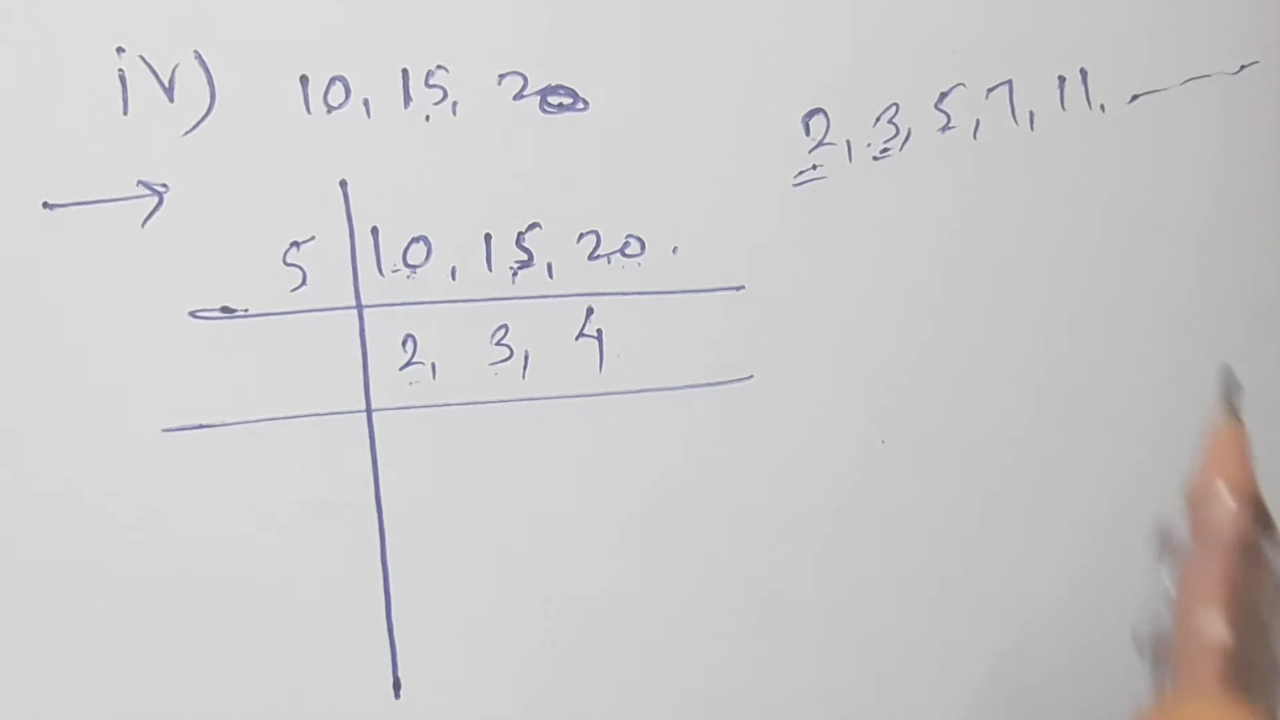 iv) 10, 15, 20
2, 3, 5, 7, 11.
5 10, 15, 20.
2, 3, 4